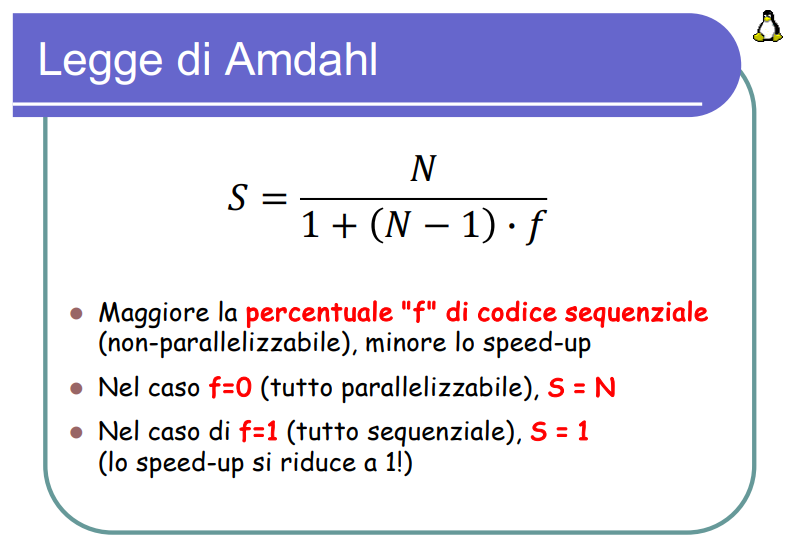 Legge di Amdahl
S = N / (1 + (N − 1) · f)
● Maggiore la percentuale "f" di codice sequenziale
(non-parallelizzabile), minore lo speed-up
● Nel caso f=0 (tutto parallelizzabile), S = N
● Nel caso di f=1 (tutto sequenziale), S = 1
(lo speed-up si riduce a 1!)